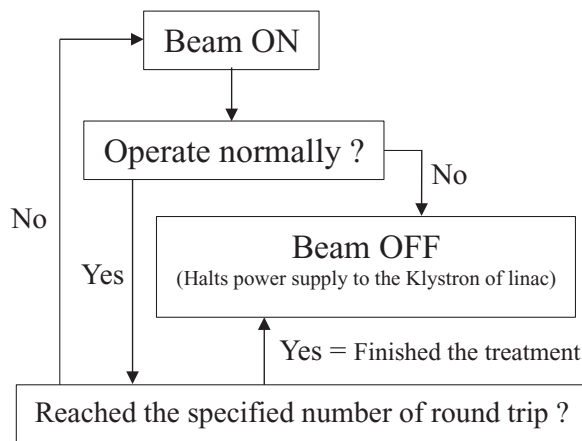 Beam ON
Operate normally ?
No
No
Beam OFF
(Halts power supply to the Klystron of linac)
Yes
Yes = Finished the treatment
Reached the specified number of round trip ?